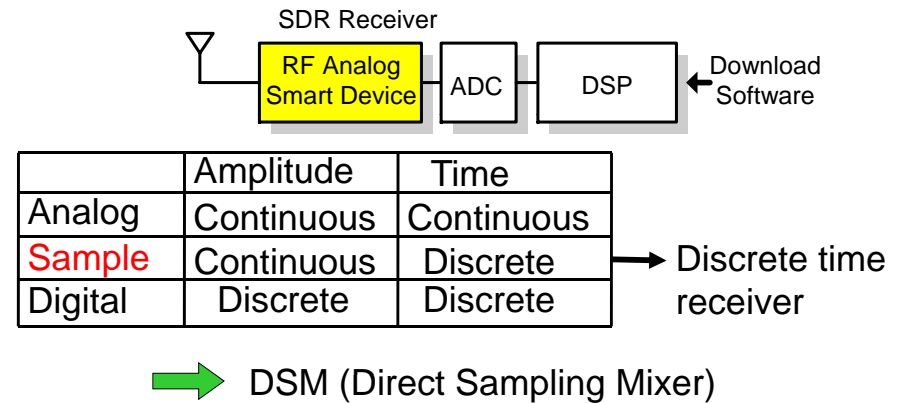 SDR Receiver
RF Analog
Smart Device
ADC
DSP
Download
Software
Amplitude Time
Analog Continuous Continuous
Sample Continuous Discrete
Digital Discrete Discrete
Discrete time
receiver
DSM (Direct Sampling Mixer)